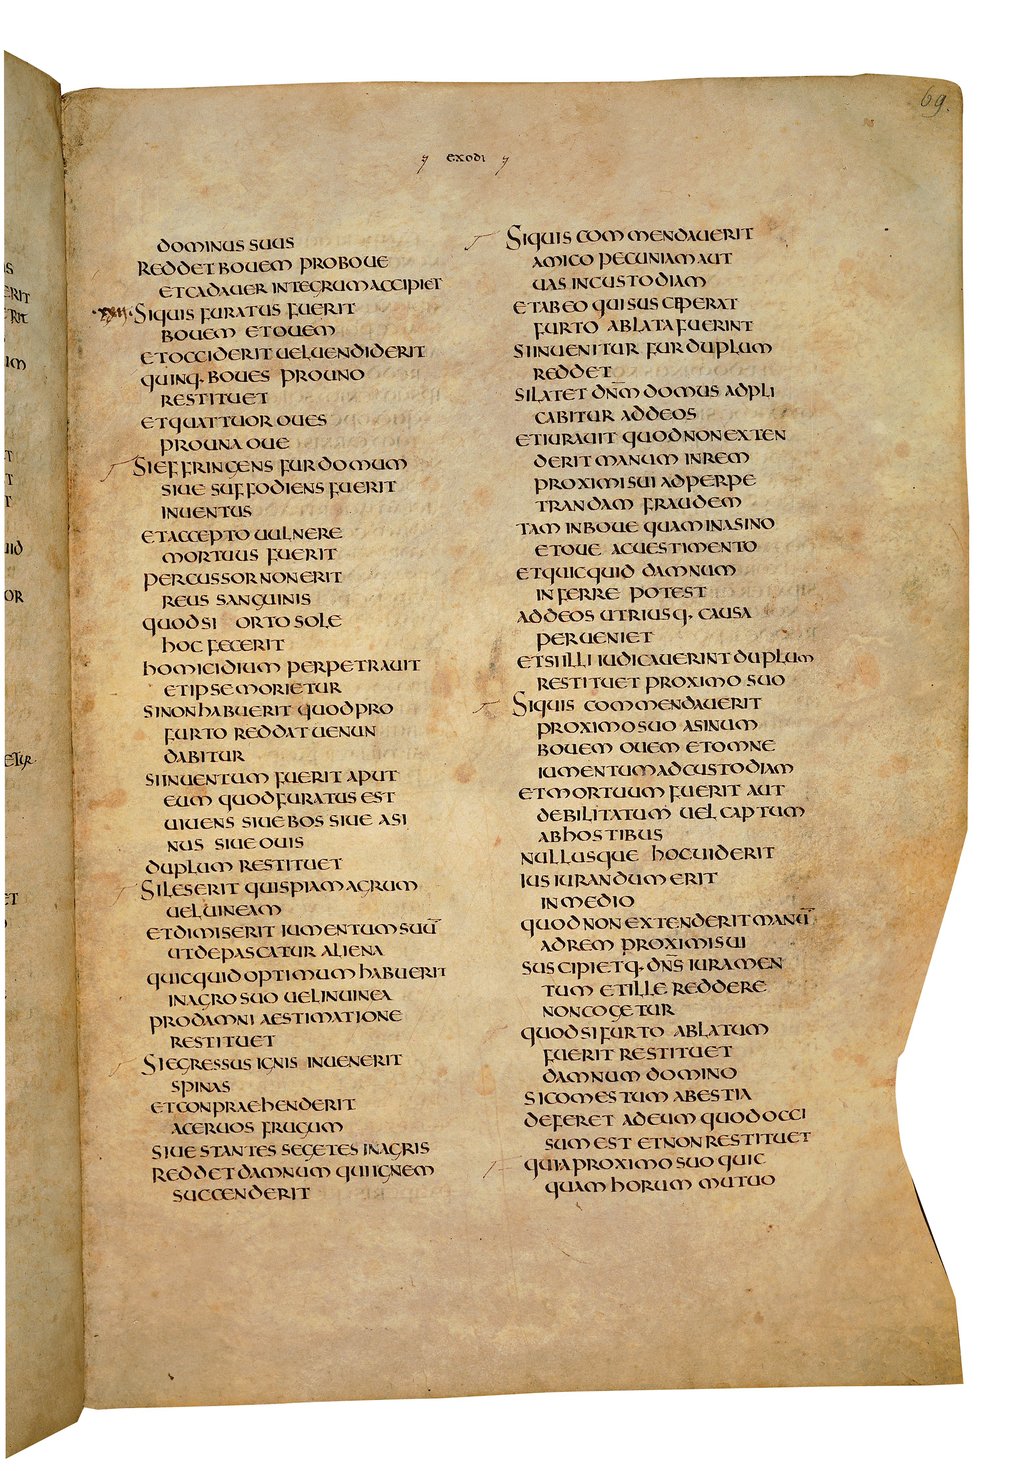 69.
exodi
dominus suus
Reddet bouem pro boue
et cadauer integrum accipiet
Si quis furatus fuerit
bouem et ouem
et occiderit uel uendiderit
quinq· boues pro uno
restituet
et quattuor oues
pro una oue
Si effringens fur domum
siue suffodiens fuerit
inuentus
et accepto uulnere
mortuus fuerit
percussor non erit
reus sanguinis
quod si orto sole
hoc fecerit
homicidium perpetrauit
et ipse morietur
si non habuerit quod pro
furto reddat uenun
dabitur
si inuentum fuerit aput
eum quod furatus est
uiuens siue bos siue asi
nus siue ouis
duplum restituet
Si leserit quispiam agrum
uel uineam
et dimiserit iumentum suū
ut depascatur aliena
quicquid optimum habuerit
in agro suo uel in uinea
pro damni aestimatione
restituet
Si egressus ignis inuenerit
spinas
et conpraehenderit
aceruos frugum
siue stantes segetes in agris
reddet damnum qui ignem
succenderit
Si quis commendauerit
amico pecuniam aut
uas in custodiam
et ab eo qui susciperat
furto ablata fuerint
si inuenitur fur duplum
reddet
si latet dn̄m domus adpli
cabitur ad deos
et iurauit quod non exten
derit manum in rem
proximi sui ad perpe
trandam fraudem
tam in boue quam in asino
et oue ac uestimento
et quicquid damnum
inferre potest
ad deos utriusq· causa
perueniet
et si illi iudicauerint duplum
restituet proximo suo
Si quis commendauerit
proximo suo asinum
bouem ouem et omne
iumentum ad custodiam
et mortuum fuerit aut
debilitatum uel captum
ab hostibus
nullusque hoc uiderit
ius iurandum erit
in medio
quod non extenderit manū
ad rem proximi sui
suscipietq· dn̄s iuramen
tum et ille reddere
non cogetur
quod si furto ablatum
fuerit restituet
damnum domino
si comestum a bestia
deferet ad eum quod occi
sum est et non restituet
qui a proximo suo quic
quam horum mutuo